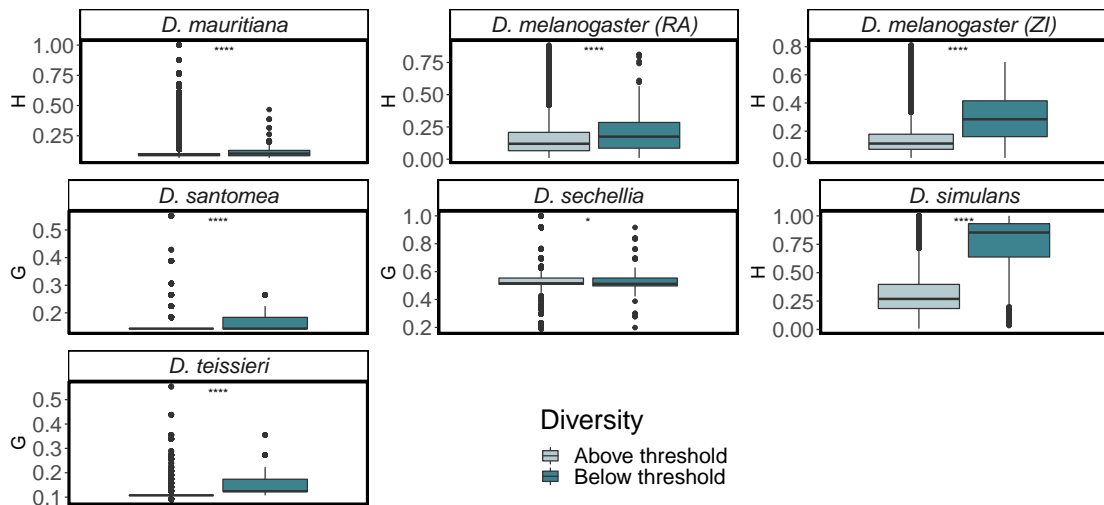 D. mauritiana
H
1.00
0.75
0.50
0.25
****
D. melanogaster (RA)
H
0.75
0.50
0.25
0.00
****
D. melanogaster (ZI)
H
0.8
0.6
0.4
0.2
0.0
****
D. santomea
G
0.5
0.4
0.3
0.2
****
D. sechellia
G
1.0
0.8
0.6
0.4
0.2
*
D. simulans
H
1.00
0.75
0.50
0.25
0.00
****
D. teissieri
G
0.5
0.4
0.3
0.2
0.1
****
Diversity
Above threshold
Below threshold